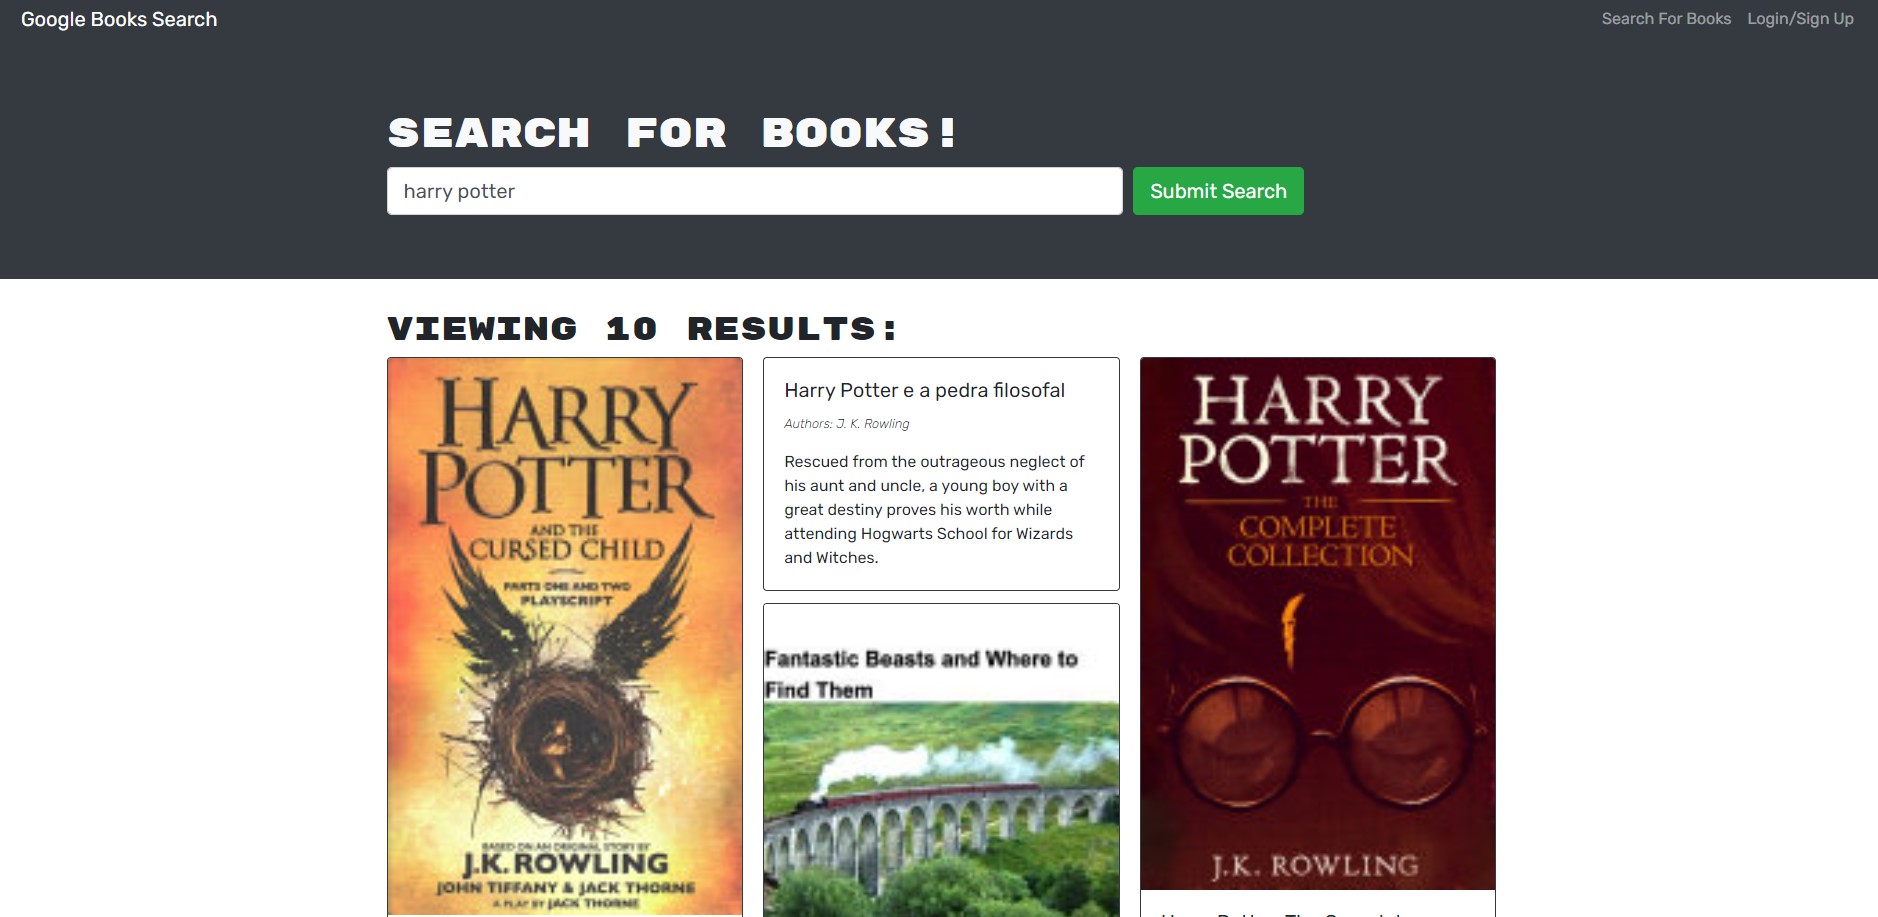 Google Books Search
Search For Books Login/Sign Up
SEARCH FOR BOOKS!
harry potter
Submit Search
VIEWING 10 RESULTS:
HARRY
POTTER
AND THE
CURSED CHILD
PARTS ONE AND TWO
PLAYSCRIPT
BASED ON AN ORIGINAL STORY BY
J.K. ROWLING
JOHN TIFFANY & JACK THORNE
A PLAY BY JACK THORNE
Harry Potter e a pedra filosofal
Authors: J. K. Rowling
Rescued from the outrageous neglect of
his aunt and uncle, a young boy with a
great destiny proves his worth while
attending Hogwarts School for Wizards
and Witches.
Fantastic Beasts and Where to
Find Them
HARRY
POTTER
THE
COMPLETE
COLLECTION
J.K. ROWLING